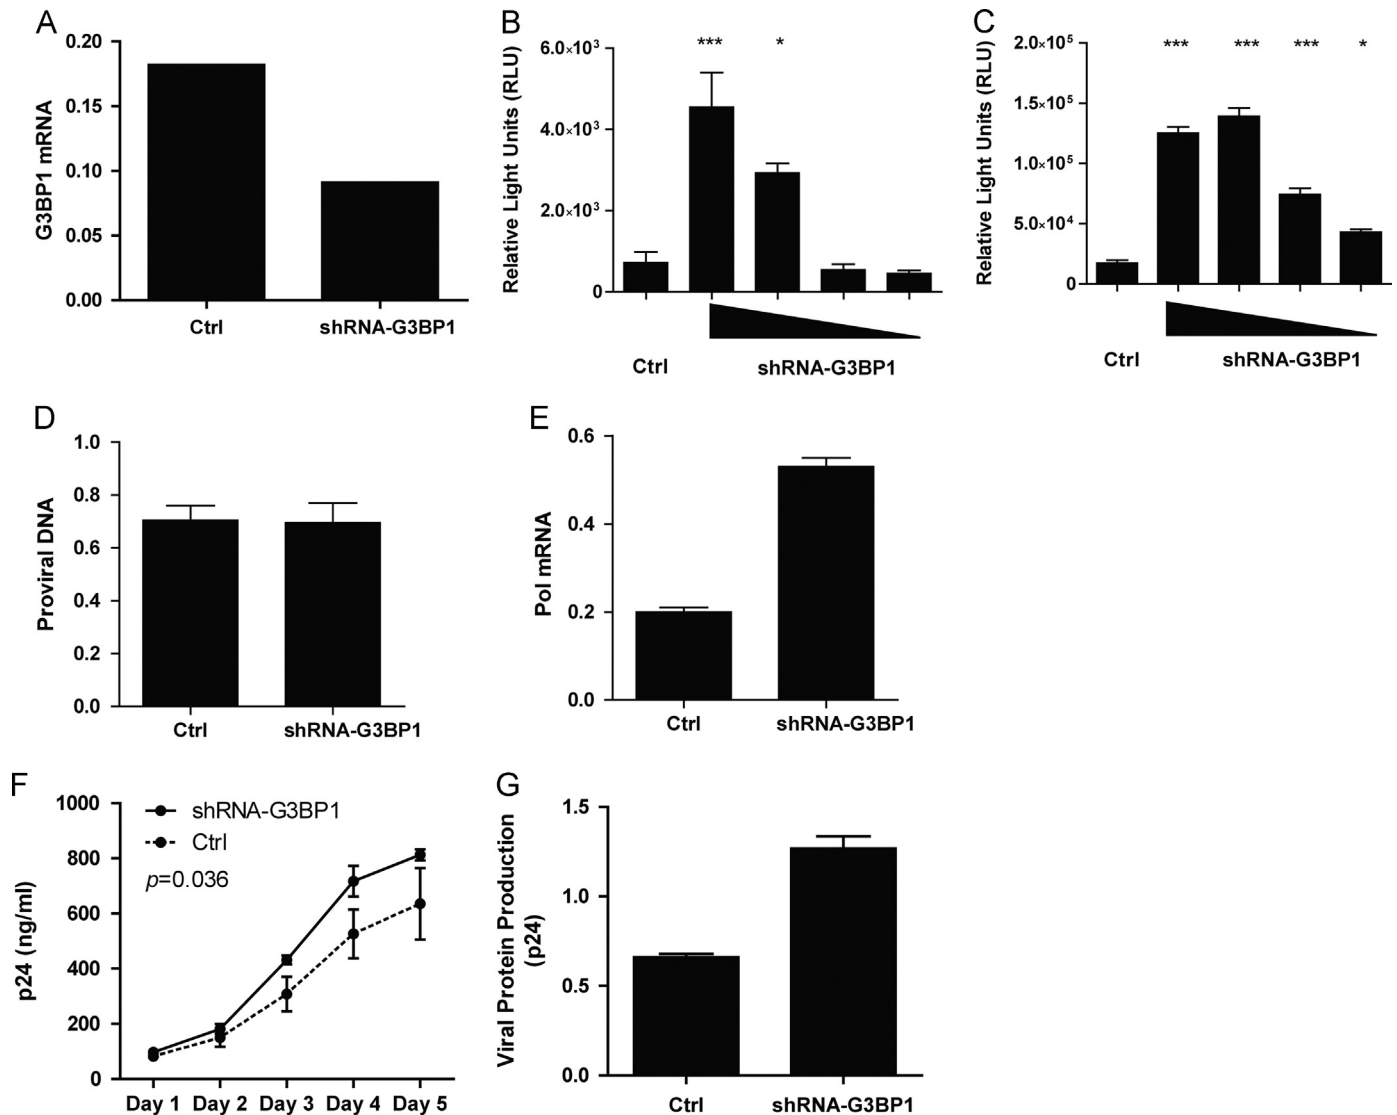 A
G3BP1 mRNA
0.20
0.15
0.10
0.05
0.00
Ctrl
shRNA-G3BP1
B
Relative Light Units (RLU)
6.0×10³
4.0×10³
2.0×10³
0
***
*
Ctrl
shRNA-G3BP1
C
Relative Light Units (RLU)
2.0×10⁵
1.5×10⁵
1.0×10⁵
5.0×10⁴
0
***
***
***
*
Ctrl
shRNA-G3BP1
D
Proviral DNA
1.0
0.8
0.6
0.4
0.2
0.0
Ctrl
shRNA-G3BP1
E
Pol mRNA
0.6
0.4
0.2
0.0
Ctrl
shRNA-G3BP1
F
p24 (ng/ml)
1000
800
600
400
200
0
shRNA-G3BP1
Ctrl
p=0.036
Day 1 Day 2 Day 3 Day 4 Day 5
G
Viral Protein Production
(p24)
1.5
1.0
0.5
0.0
Ctrl
shRNA-G3BP1